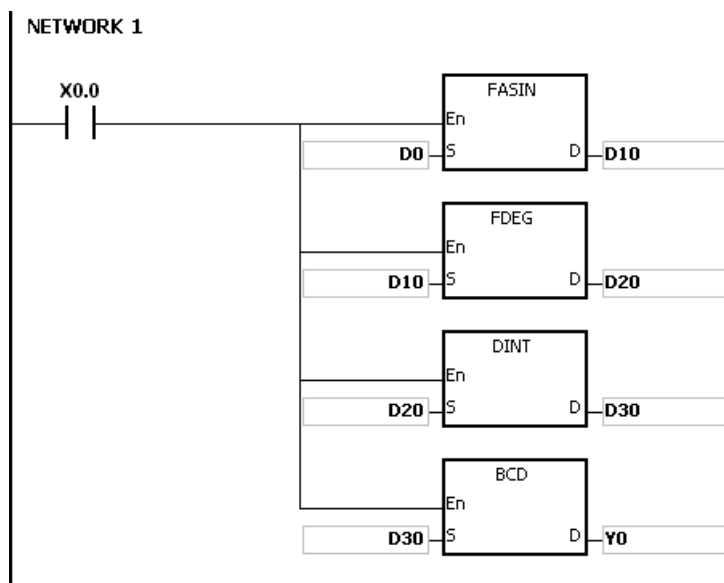 NETWORK 1
X0.0
FASIN
En
D0 S D D10
FDEG
En
D10 S D D20
DINT
En
D20 S D D30
BCD
En
D30 S D Y0